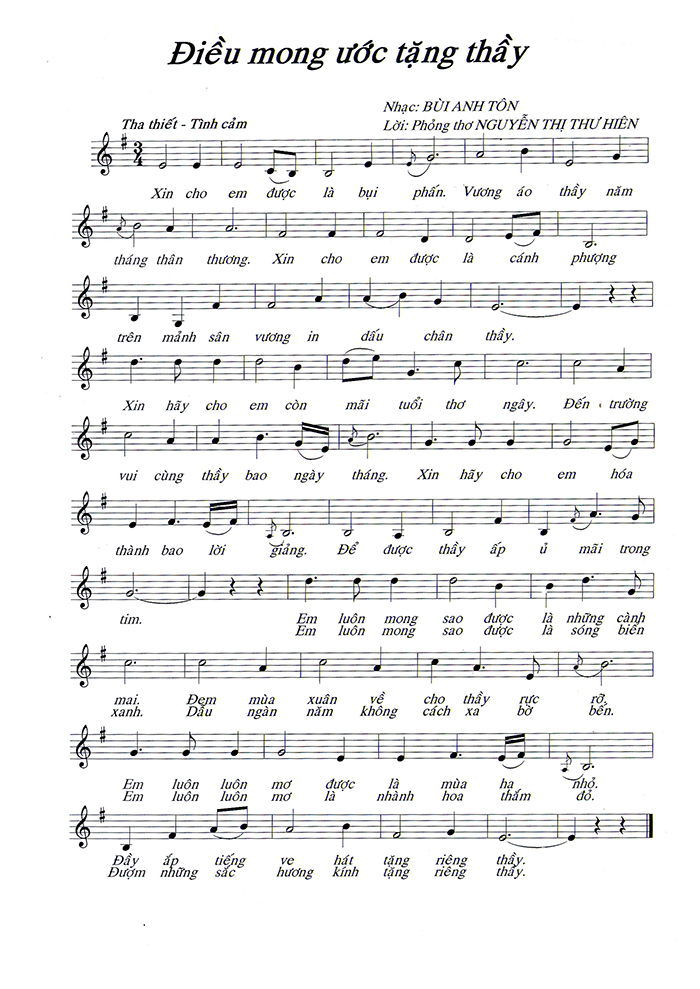 Điều mong ước tặng thầy
Nhạc: BÙI ANH TÔN
Tha thiết - Tình cảm
Lời: Phỏng thơ NGUYỄN THỊ THƯ HIÊN
3
4
Xin cho em được là bụi phấn. Vương áo thầy năm
tháng thân thương. Xin cho em được là cánh phượng
trên mảnh sân vương in dấu chân thầy.
Xin hãy cho em còn mãi tuổi thơ ngây. Đến trường
vui cùng thầy bao ngày tháng. Xin hãy cho em hóa
thành bao lời giảng. Để được thầy ấp ủ mãi trong
tim. Em luôn mong sao được là những cành
Em luôn mong sao được là sóng biển
mai. Đem mùa xuân về cho thầy rực rỡ.
xanh. Dẫu ngàn năm không cách xa bờ bến.
Em luôn luôn mơ được là mùa hạ nhỏ.
Em luôn luôn mơ là nhành hoa thắm đỏ.
Đầy ắp tiếng ve hát tặng riêng thầy.
Đượm những sắc hương kính tặng riêng thầy.